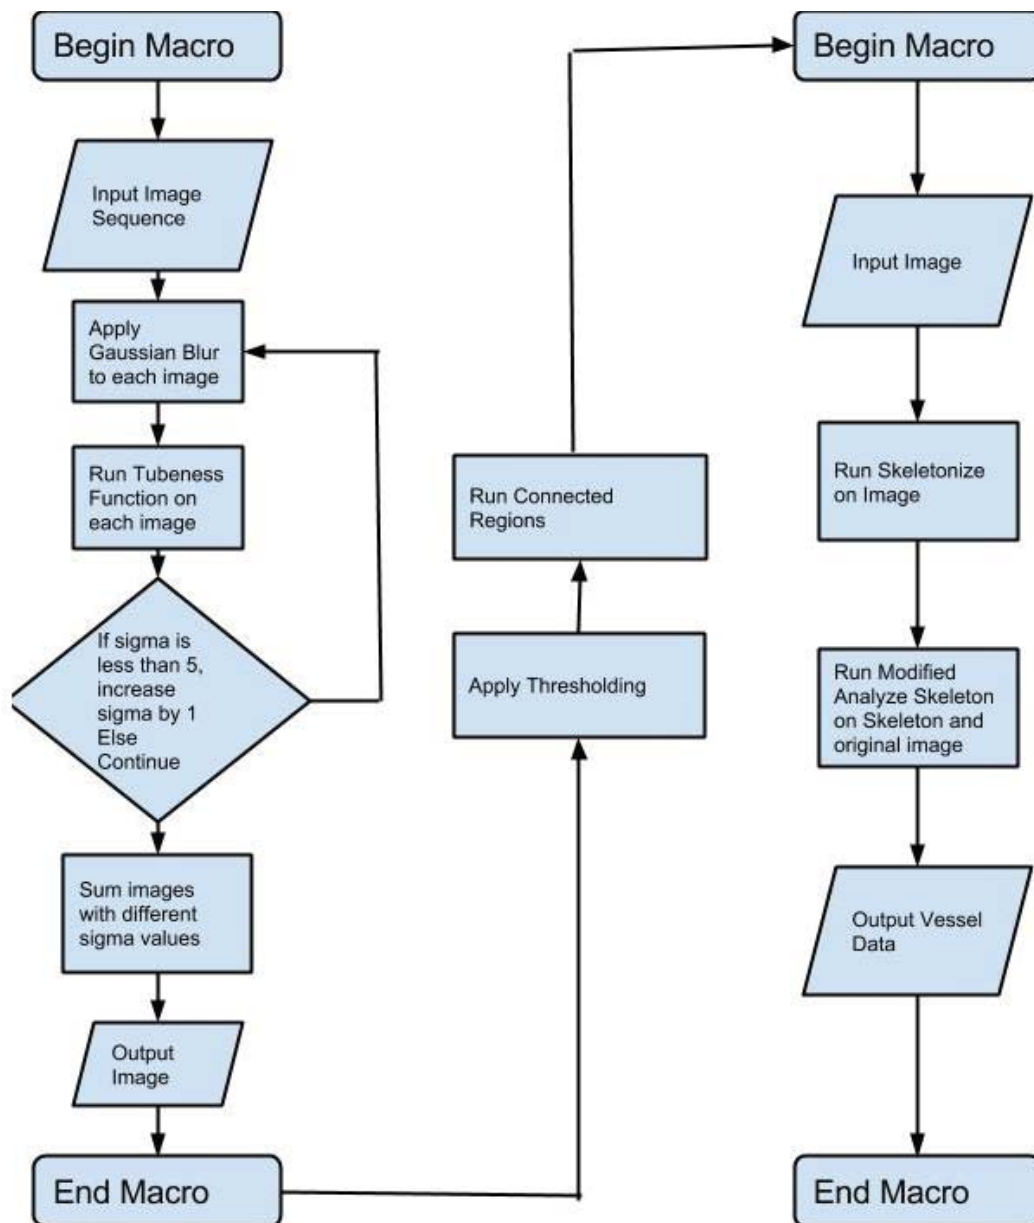 Begin Macro
Input Image
Sequence
Apply
Gaussian Blur
to each image
Run Tubeness
Function on
each image
If sigma is
less than 5,
increase
sigma by 1
Else
Continue
Sum images
with different
sigma values
Output
Image
End Macro
Apply Thresholding
Run Connected
Regions
Begin Macro
Input Image
Run Skeletonize
on Image
Run Modified
Analyze Skeleton
on Skeleton and
original image
Output Vessel
Data
End Macro